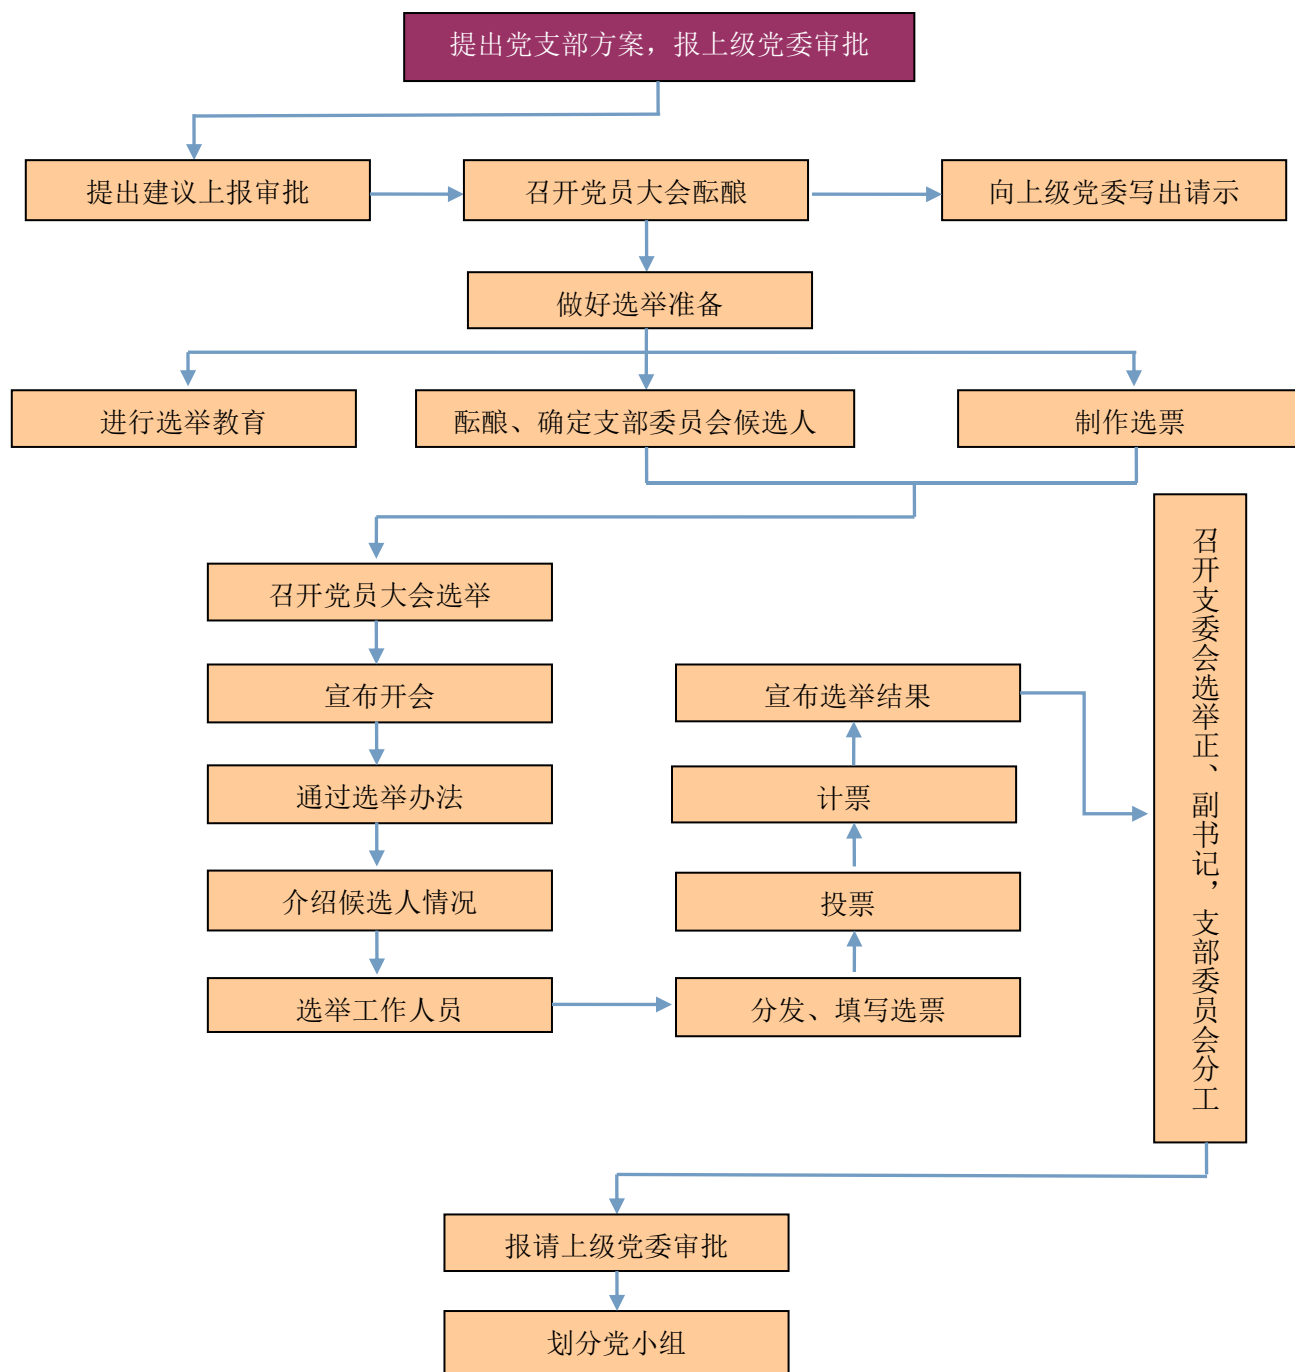 提出党支部方案，报上级党委审批
提出建议上报审批
召开党员大会酝酿
向上级党委写出请示
做好选举准备
进行选举教育
酝酿、确定支部委员会候选人
制作选票
召开党员大会选举
宣布开会
通过选举办法
介绍候选人情况
选举工作人员
分发、填写选票
投票
计票
宣布选举结果
召开支委会选举正、副书记，支部委员会分工
报请上级党委审批
划分党小组